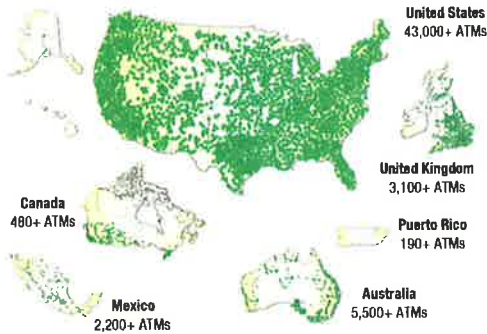 United States
43,000+ ATMs
United Kingdom
3,100+ ATMs
Canada
480+ ATMs
Puerto Rico
190+ ATMs
Mexico
2,200+ ATMs
Australia
5,500+ ATMs